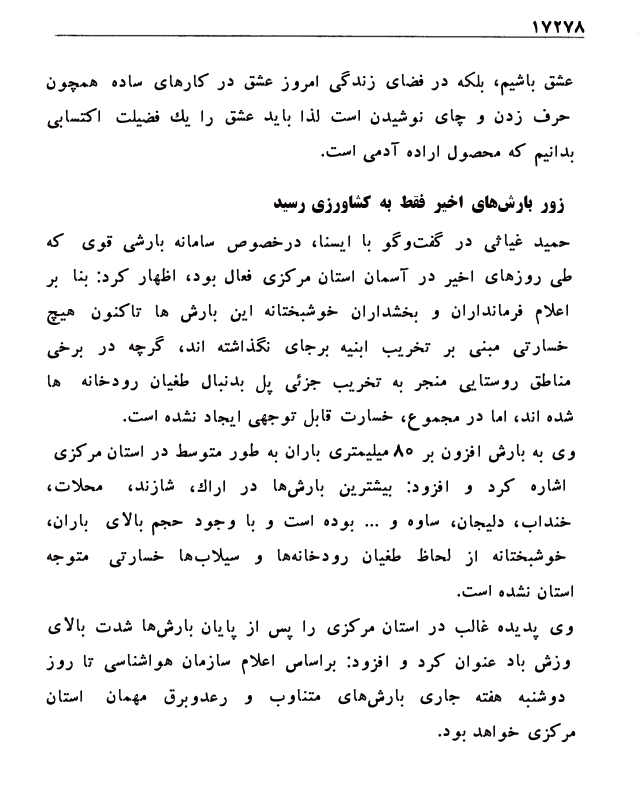 ۱۷۲۷۸
عشق باشیم، بلکه در فضای زندگی امروز عشق در کارهای ساده همچون
حرف زدن و چای نوشیدن است لذا باید عشق را یك فضیلت اکتسابی
بدانیم که محصول اراده آدمی است.
زور بارش‌های اخیر فقط به کشاورزی رسید
حمید غیاثی در گفت‌وگو با ایسنا، درخصوص سامانه بارشی قوی که
طی روزهای اخیر در آسمان استان مرکزی فعال بود، اظهار کرد: بنا بر
اعلام فرمانداران و بخشداران خوشبختانه این بارش ها تاکنون هیچ
خسارتی مبنی بر تخریب ابنیه برجای نگذاشته اند، گرچه در برخی
مناطق روستایی منجر به تخریب جزئی پل بدنبال طغیان رودخانه ها
شده اند، اما در مجموع، خسارت قابل توجهی ایجاد نشده است.
وی به بارش افزون بر ۸۰ میلیمتری باران به طور متوسط در استان مرکزی
اشاره کرد و افزود: بیشترین بارش‌ها در اراك، شازند، محلات،
خنداب، دلیجان، ساوه و ... بوده است و با وجود حجم بالای باران،
خوشبختانه از لحاظ طغیان رودخانه‌ها و سیلاب‌ها خسارتی متوجه
استان نشده است.
وی پدیده غالب در استان مرکزی را پس از پایان بارش‌ها شدت بالای
وزش باد عنوان کرد و افزود: براساس اعلام سازمان هواشناسی تا روز
دوشنبه هفته جاری بارش‌های متناوب و رعدوبرق مهمان استان
مرکزی خواهد بود.